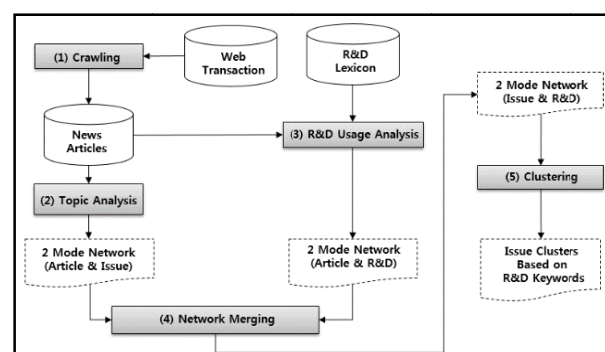 (1) Crawling
Web
Transaction
R&D
Lexicon
News
Articles
(2) Topic Analysis
(3) R&D Usage Analysis
2 Mode Network
(Article & Issue)
2 Mode Network
(Article & R&D)
(4) Network Merging
2 Mode Network
(Issue & R&D)
(5) Clustering
Issue Clusters
Based on
R&D Keywords